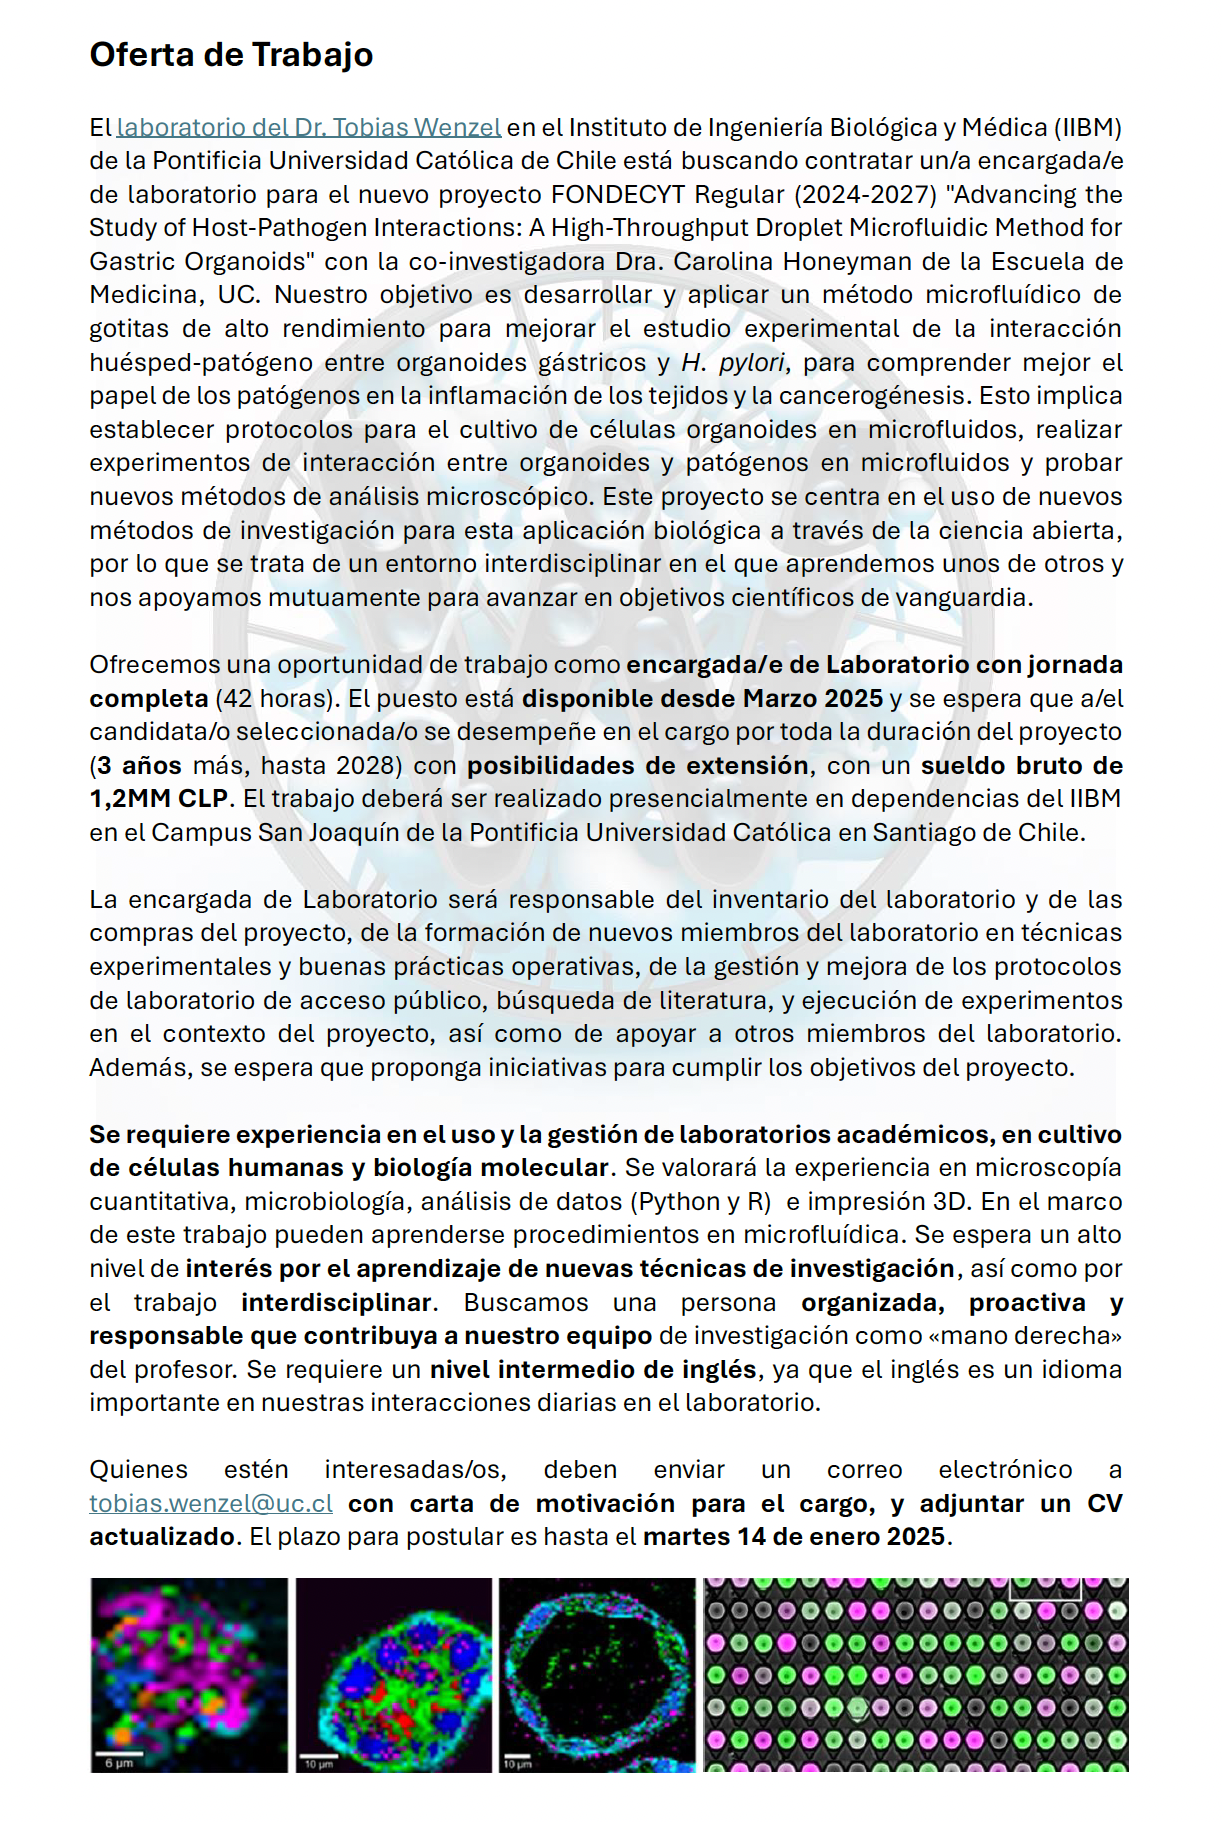 Oferta de Trabajo
El laboratorio del Dr. Tobias Wenzel en el Instituto de Ingeniería Biológica y Médica (IIBM)
de la Pontificia Universidad Católica de Chile está buscando contratar un/a encargada/e
de laboratorio para el nuevo proyecto FONDECYT Regular (2024-2027) "Advancing the
Study of Host-Pathogen Interactions: A High-Throughput Droplet Microfluidic Method for
Gastric Organoids" con la co-investigadora Dra. Carolina Honeyman de la Escuela de
Medicina, UC. Nuestro objetivo es desarrollar y aplicar un método microfluídico de
gotitas de alto rendimiento para mejorar el estudio experimental de la interacción
huésped-patógeno entre organoides gástricos y H. pylori, para comprender mejor el
papel de los patógenos en la inflamación de los tejidos y la cancerogénesis. Esto implica
establecer protocolos para el cultivo de células organoides en microfluidos, realizar
experimentos de interacción entre organoides y patógenos en microfluidos y probar
nuevos métodos de análisis microscópico. Este proyecto se centra en el uso de nuevos
métodos de investigación para esta aplicación biológica a través de la ciencia abierta,
por lo que se trata de un entorno interdisciplinar en el que aprendemos unos de otros y
nos apoyamos mutuamente para avanzar en objetivos científicos de vanguardia.
Ofrecemos una oportunidad de trabajo como encargada/e de Laboratorio con jornada
completa (42 horas). El puesto está disponible desde Marzo 2025 y se espera que a/el
candidata/o seleccionada/o se desempeñe en el cargo por toda la duración del proyecto
(3 años más, hasta 2028) con posibilidades de extensión, con un sueldo bruto de
1,2MM CLP. El trabajo deberá ser realizado presencialmente en dependencias del IIBM
en el Campus San Joaquín de la Pontificia Universidad Católica en Santiago de Chile.
La encargada de Laboratorio será responsable del inventario del laboratorio y de las
compras del proyecto, de la formación de nuevos miembros del laboratorio en técnicas
experimentales y buenas prácticas operativas, de la gestión y mejora de los protocolos
de laboratorio de acceso público, búsqueda de literatura, y ejecución de experimentos
en el contexto del proyecto, así como de apoyar a otros miembros del laboratorio.
Además, se espera que proponga iniciativas para cumplir los objetivos del proyecto.
Se requiere experiencia en el uso y la gestión de laboratorios académicos, en cultivo
de células humanas y biología molecular. Se valorará la experiencia en microscopía
cuantitativa, microbiología, análisis de datos (Python y R) e impresión 3D. En el marco
de este trabajo pueden aprenderse procedimientos en microfluídica. Se espera un alto
nivel de interés por el aprendizaje de nuevas técnicas de investigación, así como por
el trabajo interdisciplinar. Buscamos una persona organizada, proactiva y
responsable que contribuya a nuestro equipo de investigación como «mano derecha»
del profesor. Se requiere un nivel intermedio de inglés, ya que el inglés es un idioma
importante en nuestras interacciones diarias en el laboratorio.
Quienes estén interesadas/os, deben enviar un correo electrónico a
tobias.wenzel@uc.cl con carta de motivación para el cargo, y adjuntar un CV
actualizado. El plazo para postular es hasta el martes 14 de enero 2025.
6 µm
10 µm
10 µm